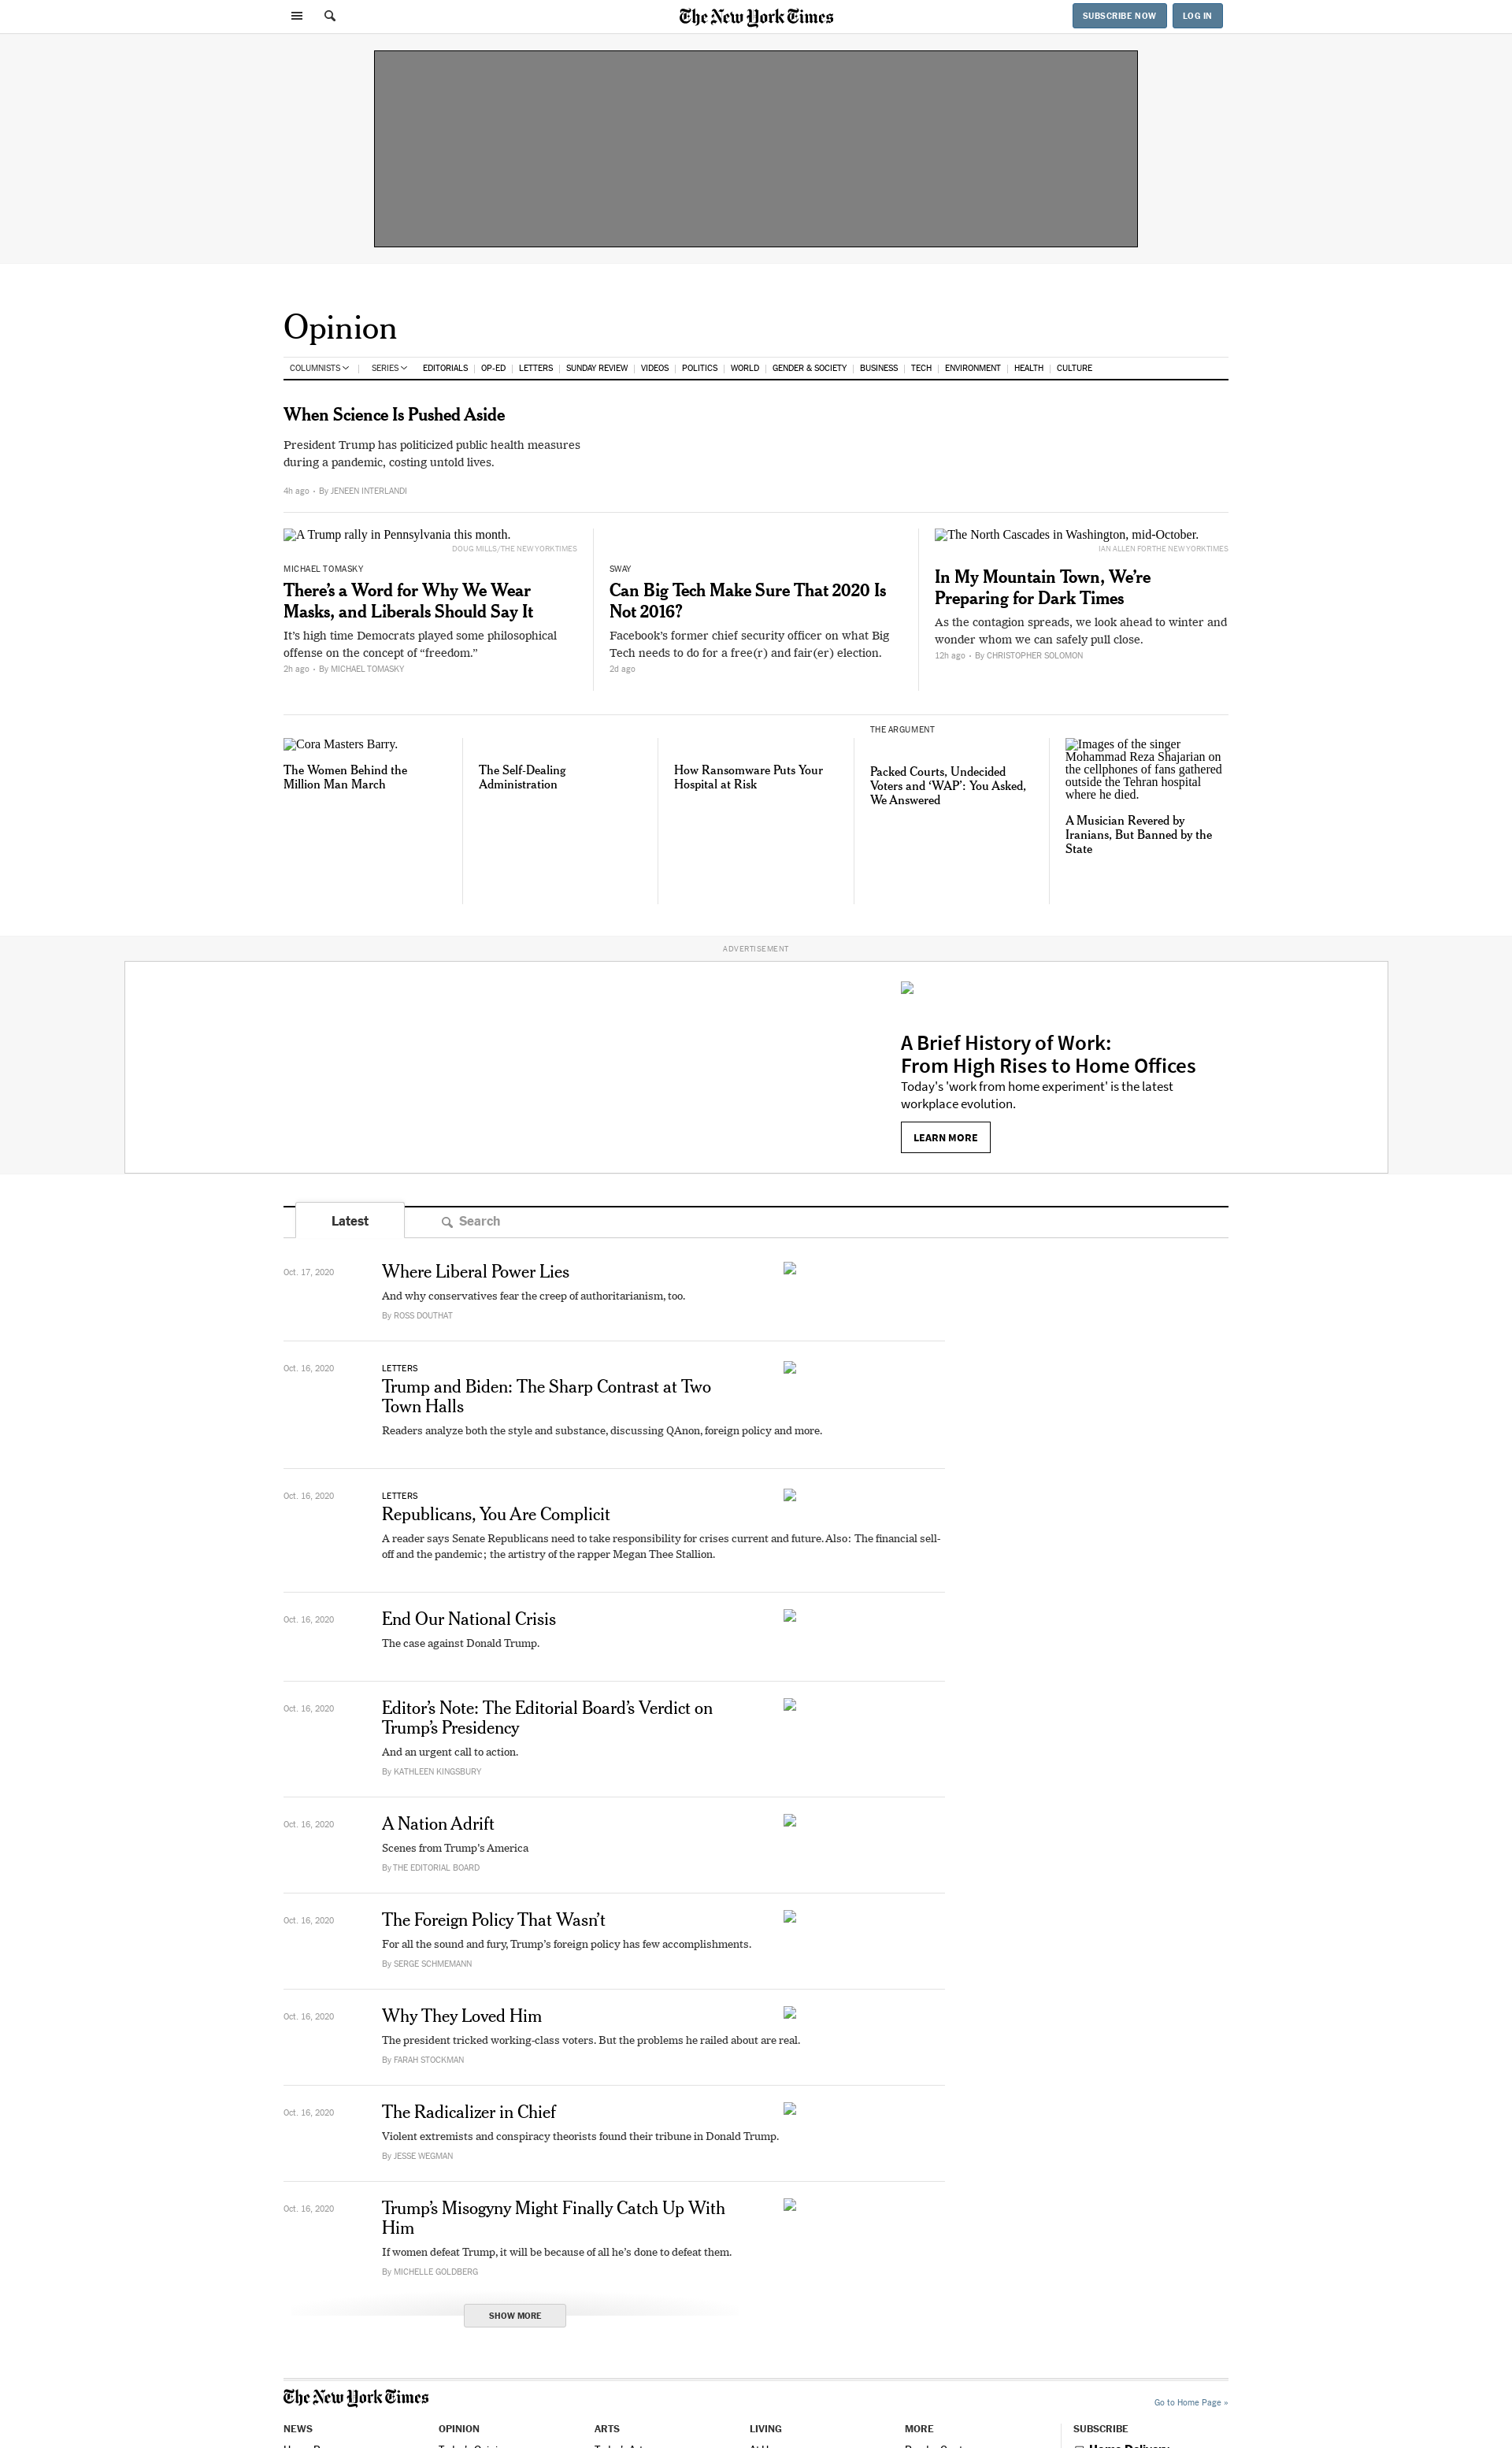 The New York Times
SUBSCRIBE NOW
LOG IN
Opinion
COLUMNISTS
SERIES
EDITORIALS
OP-ED
LETTERS
SUNDAY REVIEW
VIDEOS
POLITICS
WORLD
GENDER & SOCIETY
BUSINESS
TECH
ENVIRONMENT
HEALTH
CULTURE
When Science Is Pushed Aside
President Trump has politicized public health measures
during a pandemic, costing untold lives.
4h ago • By JENEEN INTERLANDI
A Trump rally in Pennsylvania this month.
DOUG MILLS/THE NEW YORK TIMES
MICHAEL TOMASKY
There’s a Word for Why We Wear
Masks, and Liberals Should Say It
It’s high time Democrats played some philosophical
offense on the concept of “freedom.”
2h ago • By MICHAEL TOMASKY
SWAY
Can Big Tech Make Sure That 2020 Is
Not 2016?
Facebook’s former chief security officer on what Big
Tech needs to do for a free(r) and fair(er) election.
2d ago
The North Cascades in Washington, mid-October.
IAN ALLEN FOR THE NEW YORK TIMES
In My Mountain Town, We’re
Preparing for Dark Times
As the contagion spreads, we look ahead to winter and
wonder whom we can safely pull close.
12h ago • By CHRISTOPHER SOLOMON
Cora Masters Barry.
The Women Behind the
Million Man March
The Self-Dealing
Administration
How Ransomware Puts Your
Hospital at Risk
THE ARGUMENT
Packed Courts, Undecided
Voters and ‘WAP’: You Asked,
We Answered
Images of the singer
Mohammad Reza Shajarian on
the cellphones of fans gathered
outside the Tehran hospital
where he died.
A Musician Revered by
Iranians, But Banned by the
State
ADVERTISEMENT
A Brief History of Work:
From High Rises to Home Offices
Today's 'work from home experiment' is the latest
workplace evolution.
LEARN MORE
Latest
Search
Oct. 17, 2020
Where Liberal Power Lies
And why conservatives fear the creep of authoritarianism, too.
By ROSS DOUTHAT
Oct. 16, 2020
LETTERS
Trump and Biden: The Sharp Contrast at Two
Town Halls
Readers analyze both the style and substance, discussing QAnon, foreign policy and more.
Oct. 16, 2020
LETTERS
Republicans, You Are Complicit
A reader says Senate Republicans need to take responsibility for crises current and future. Also: The financial sell-
off and the pandemic; the artistry of the rapper Megan Thee Stallion.
Oct. 16, 2020
End Our National Crisis
The case against Donald Trump.
Oct. 16, 2020
Editor’s Note: The Editorial Board’s Verdict on
Trump’s Presidency
And an urgent call to action.
By KATHLEEN KINGSBURY
Oct. 16, 2020
A Nation Adrift
Scenes from Trump’s America
By THE EDITORIAL BOARD
Oct. 16, 2020
The Foreign Policy That Wasn’t
For all the sound and fury, Trump’s foreign policy has few accomplishments.
By SERGE SCHMEMANN
Oct. 16, 2020
Why They Loved Him
The president tricked working-class voters. But the problems he railed about are real.
By FARAH STOCKMAN
Oct. 16, 2020
The Radicalizer in Chief
Violent extremists and conspiracy theorists found their tribune in Donald Trump.
By JESSE WEGMAN
Oct. 16, 2020
Trump’s Misogyny Might Finally Catch Up With
Him
If women defeat Trump, it will be because of all he’s done to defeat them.
By MICHELLE GOLDBERG
SHOW MORE
The New York Times
Go to Home Page »
NEWS
OPINION
ARTS
LIVING
MORE
SUBSCRIBE
Home Delivery